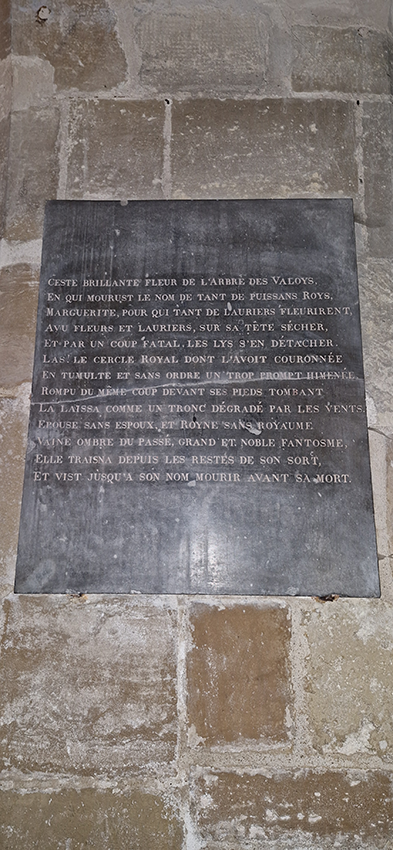 CESTE BRILLANTE FLEUR DE L'ARBRE DES VALOYS.
EN QUI MOURUST LE NOM DE TANT DE PUISSANS ROYS,
MARGUERITE, POUR QUI TANT DE LAURIERS FLEURIRENT,
AVU FLEURS ET LAURIERS, SUR SA TÊTE SÉCHER,
ET PAR UN COUP FATAL, LES LYS S'EN DÉTACHER.
LAS! LE CERCLE ROYAL DONT L'AVOIT COURONNÉE
EN TUMULTE ET SANS ORDRE UN TROP PROMPT HIMENÉE,
ROMPU DU MÊME COUP DEVANT SES PIEDS TOMBANT
LA LAISSA COMME UN TRONC DÉGRADÉ PAR LES VENTS.
EPOUSE SANS ESPOUX, ET ROYNE SANS ROYAUME
VAINE OMBRE DU PASSÉ, GRAND ET NOBLE FANTOSME,
ELLE TRAISNA DEPUIS LES RESTES DE SON SORT,
ET VIST JUSQU'A SON NOM MOURIR AVANT SA MORT.